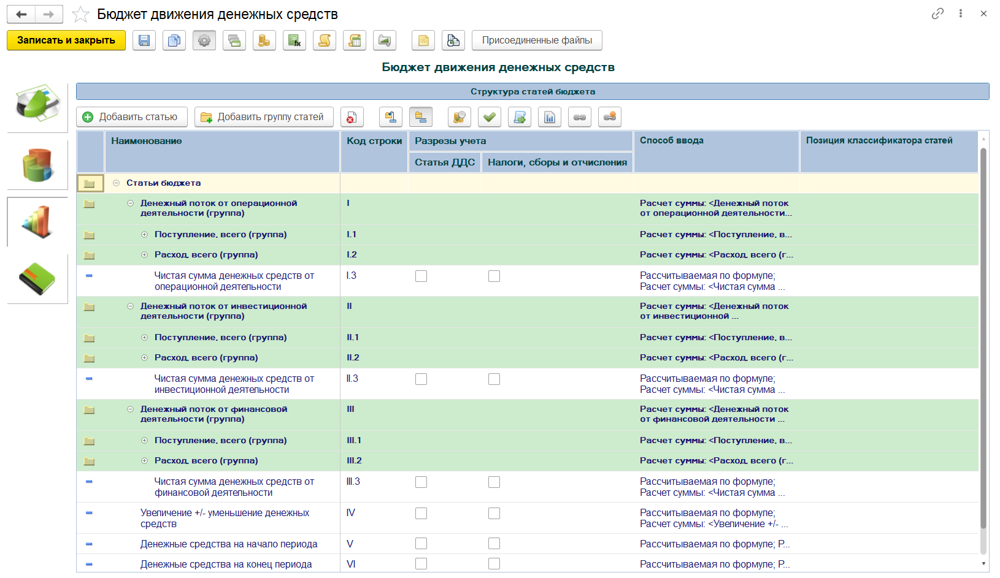 Бюджет движения денежных средств
Записать и закрыть
Присоединенные файлы
Бюджет движения денежных средств
Структура статей бюджета
Добавить статью Добавить группу статей
Наименование Код строки Разрезы учета Способ ввода Позиция классификатора статей
Статья ДДС Налоги, сборы и отчисления
Статьи бюджета
Денежный поток от операционной I Расчет суммы: <Денежный поток
деятельности (группа) от операционной деятельности...
Поступление, всего (группа) I.1 Расчет суммы: <Поступление, в...
Расход, всего (группа) I.2 Расчет суммы: <Расход, всего (г...
Чистая сумма денежных средств от I.3 Рассчитываемая по формуле;
операционной деятельности Расчет суммы: <Чистая сумма ...
Денежный поток от инвестиционной II Расчет суммы: <Денежный поток
деятельности (группа) от инвестиционной ...
Поступление, всего (группа) II.1 Расчет суммы: <Поступление, в...
Расход, всего (группа) II.2 Расчет суммы: <Расход, всего (г...
Чистая сумма денежных средств от II.3 Рассчитываемая по формуле;
инвестиционной деятельности Расчет суммы: <Чистая сумма ...
Денежный поток от финансовой III Расчет суммы: <Денежный поток
деятельности (группа) от финансовой деятельности ...
Поступление, всего (группа) III.1 Расчет суммы: <Поступление, в...
Расход, всего (группа) III.2 Расчет суммы: <Расход, всего (г...
Чистая сумма денежных средств от III.3 Рассчитываемая по формуле;
финансовой деятельности Расчет суммы: <Чистая сумма ...
Увеличение +/- уменьшение денежных IV Рассчитываемая по формуле;
средств Расчет суммы: <Увеличение +/- ...
Денежные средства на начало периода V Рассчитываемая по формуле; Р...
Денежные средства на конец периода VI Рассчитываемая по формуле; Р...